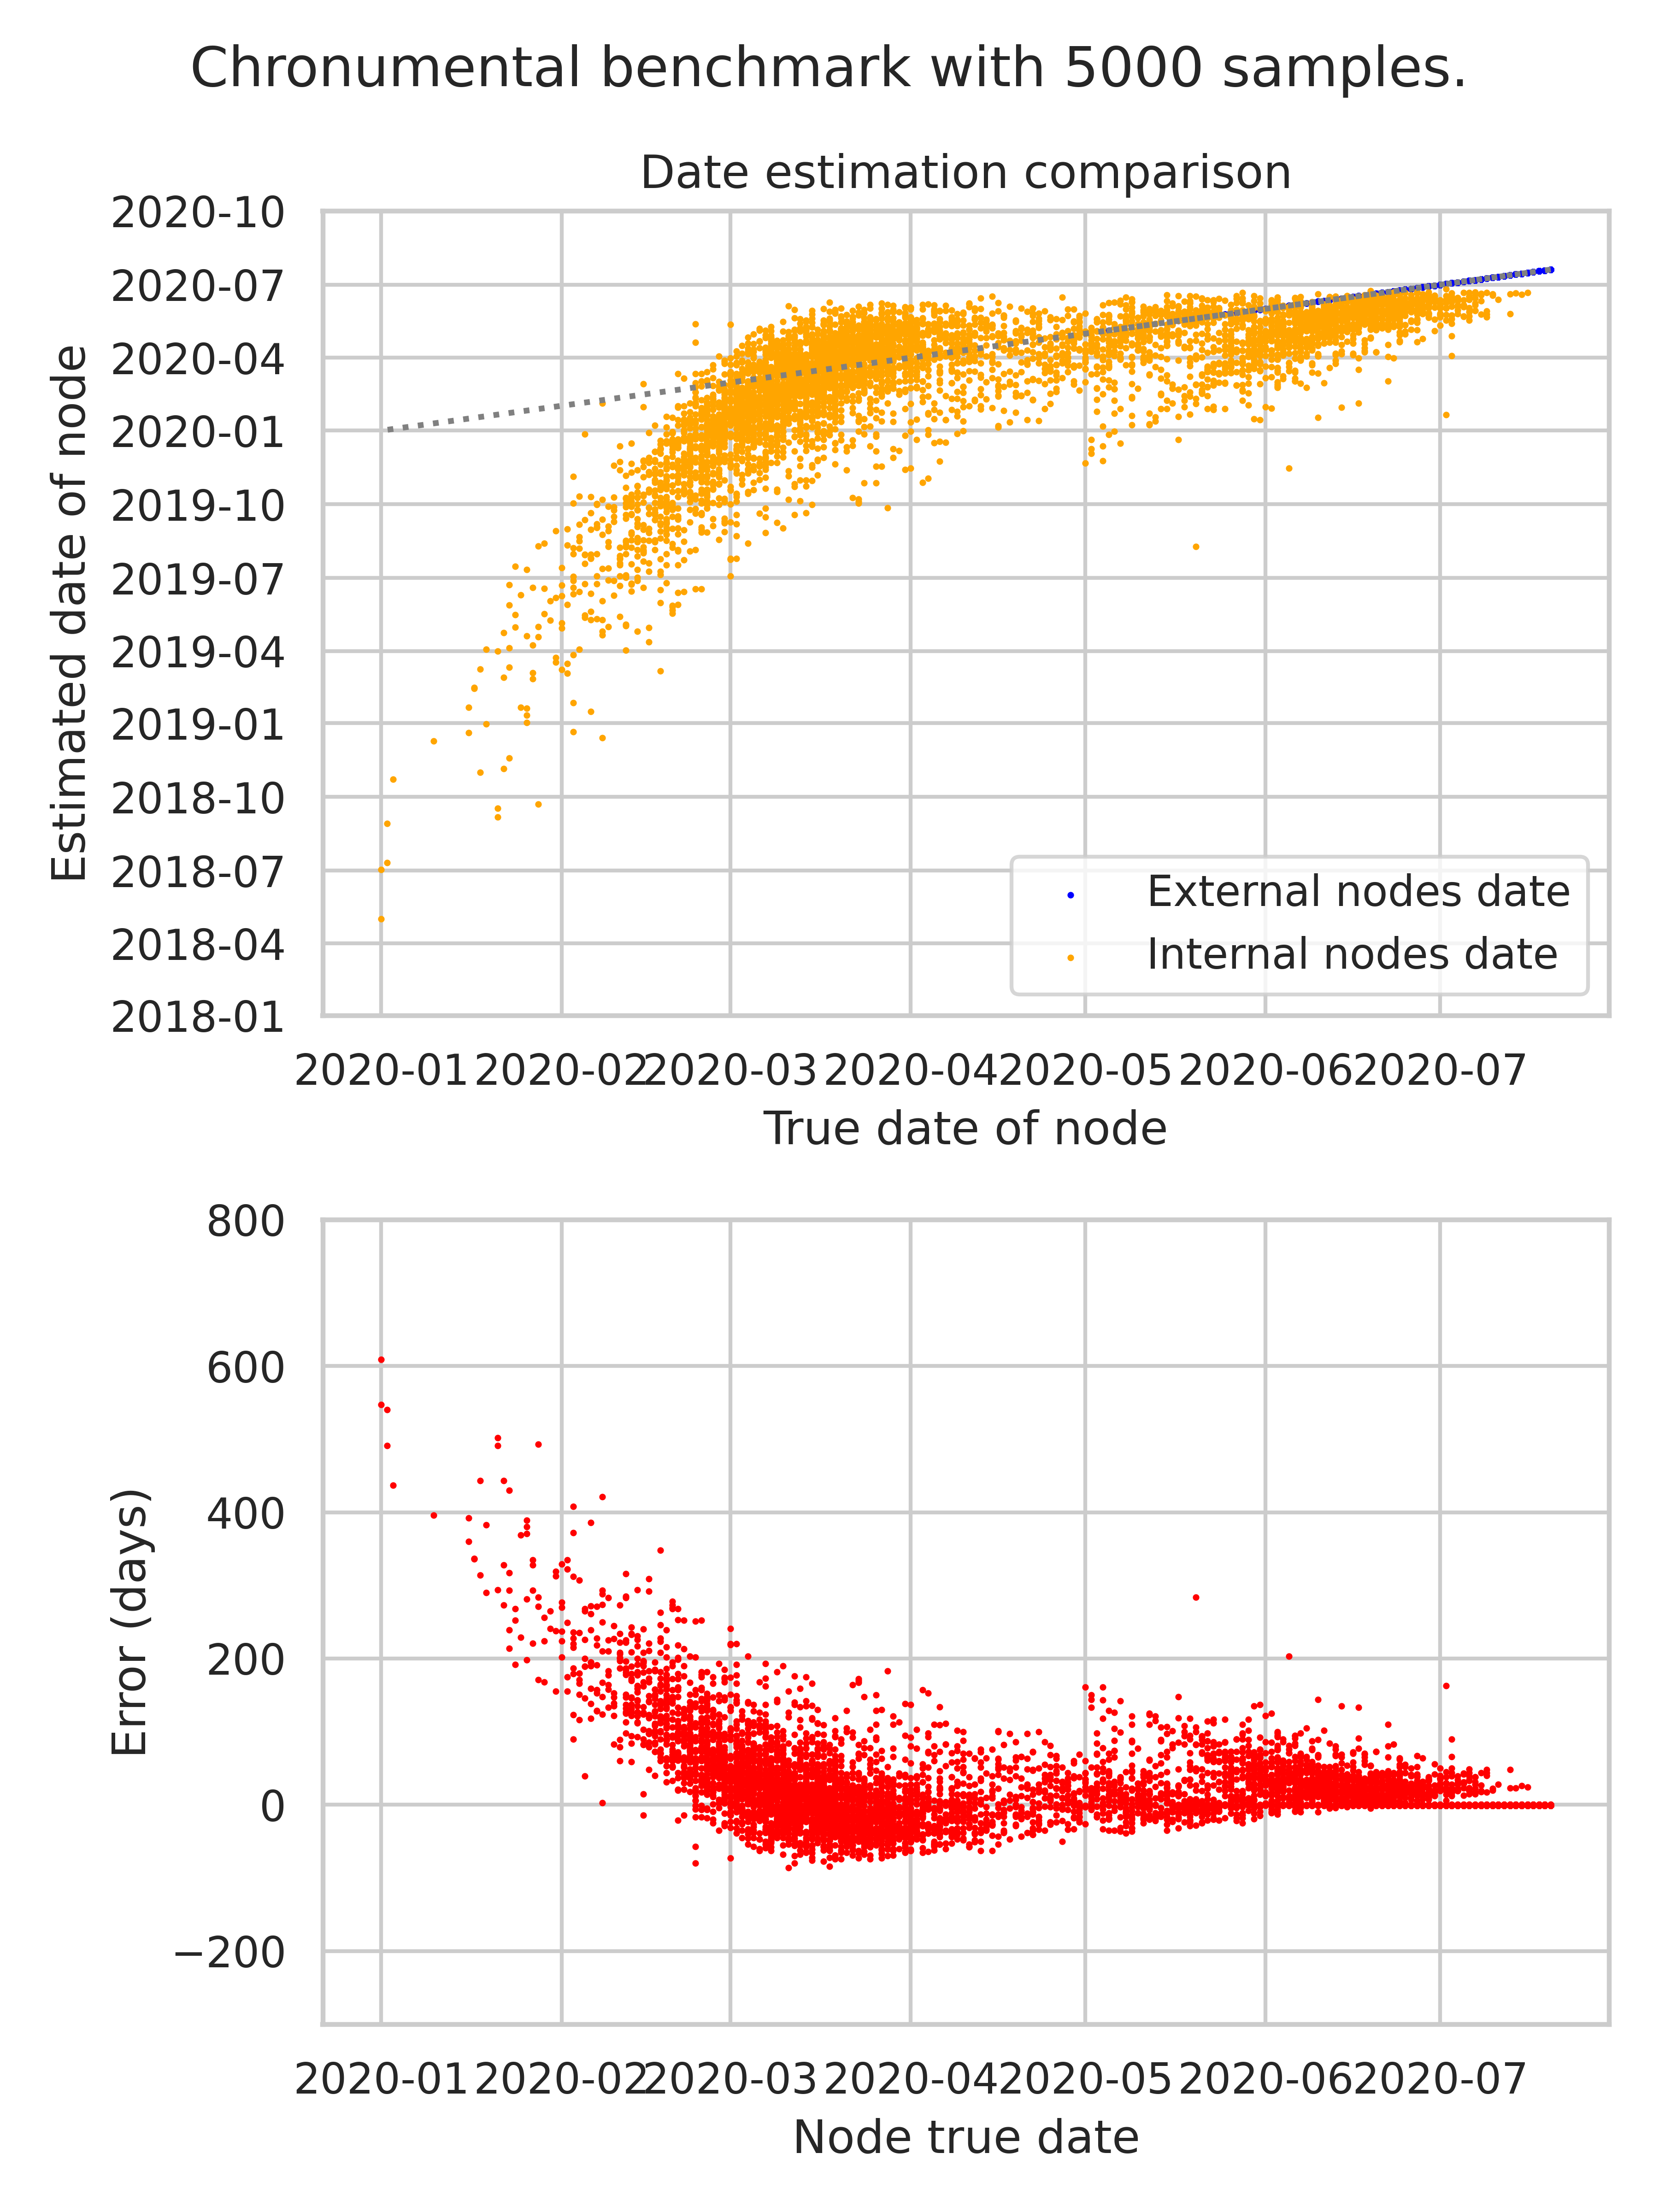 Chronumental benchmark with 5000 samples.
Date estimation comparison
2020-10
2020-07
2020-04
2020-01
2019-10
2019-07
2019-04
2019-01
2018-10
2018-07
2018-04
2018-01
Estimated date of node
External nodes date
Internal nodes date
2020-01 2020-02 2020-03 2020-04 2020-05 2020-06 2020-07
True date of node
800
600
400
200
0
−200
Error (days)
2020-01 2020-02 2020-03 2020-04 2020-05 2020-06 2020-07
Node true date